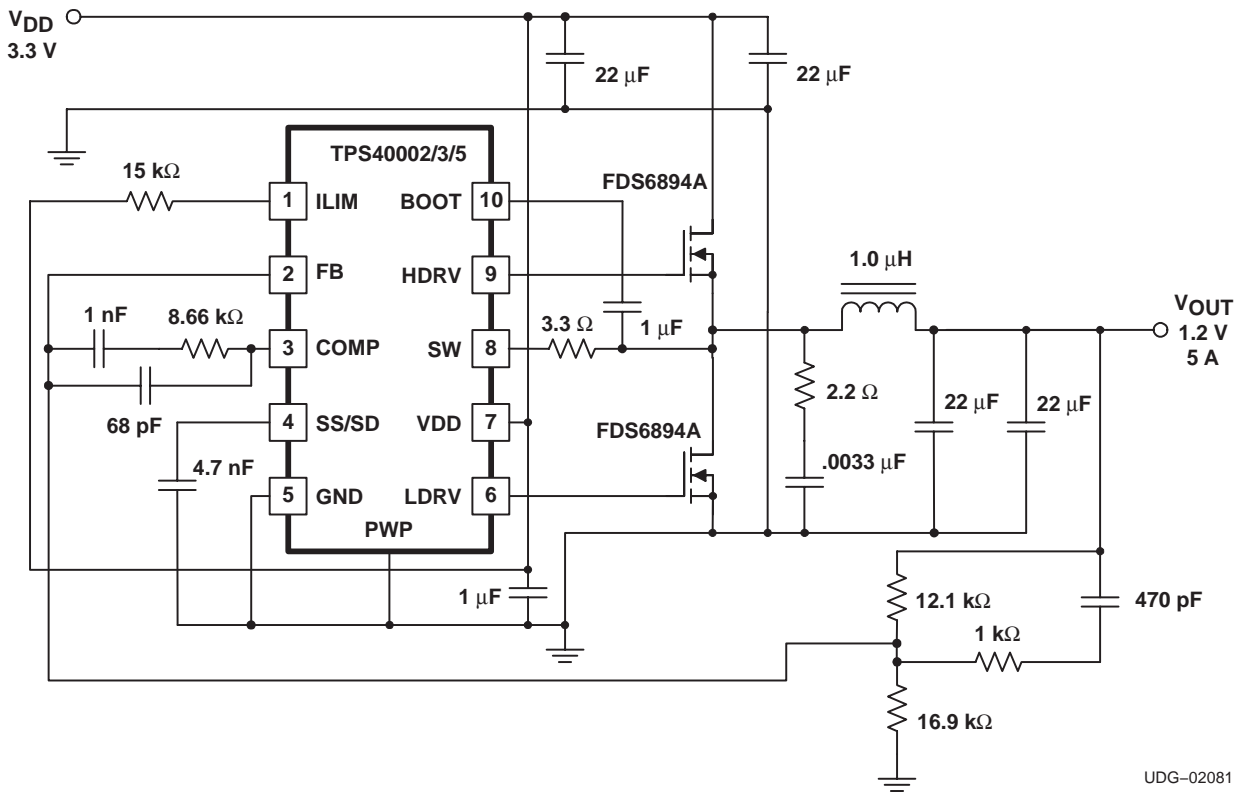 VDD
3.3 V
22 μF
22 μF
TPS40002/3/5
15 kΩ
1
ILIM
BOOT
10
FDS6894A
2
FB
HDRV
9
1.0 μH
1 nF
8.66 kΩ
3
COMP
SW
8
3.3 Ω
1 μF
VOUT
1.2 V
5 A
68 pF
2.2 Ω
22 μF
22 μF
4
SS/SD
VDD
7
FDS6894A
4.7 nF
.0033 μF
5
GND
LDRV
6
PWP
1 μF
12.1 kΩ
470 pF
1 kΩ
16.9 kΩ
UDG–02081